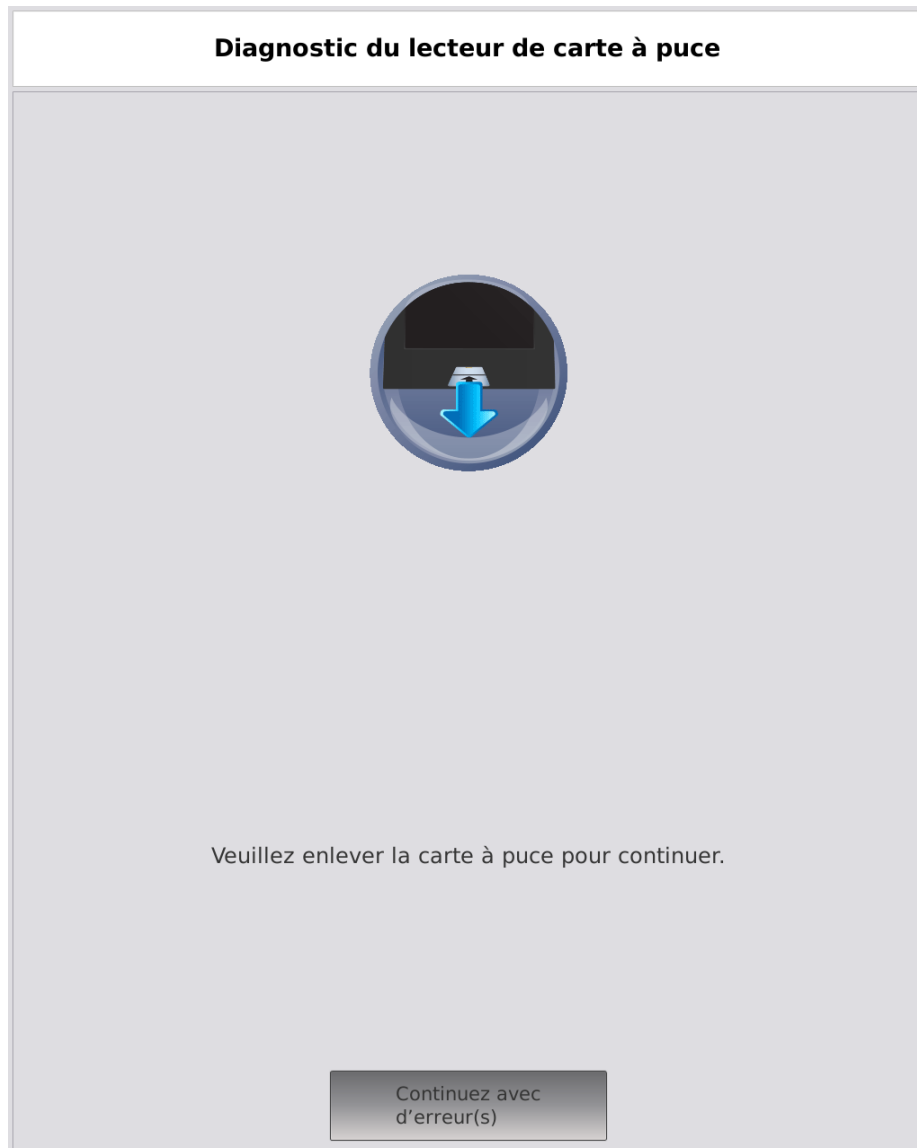 Diagnostic du lecteur de carte à puce
Veuillez enlever la carte à puce pour continuer.
Continuez avec
d’erreur(s)